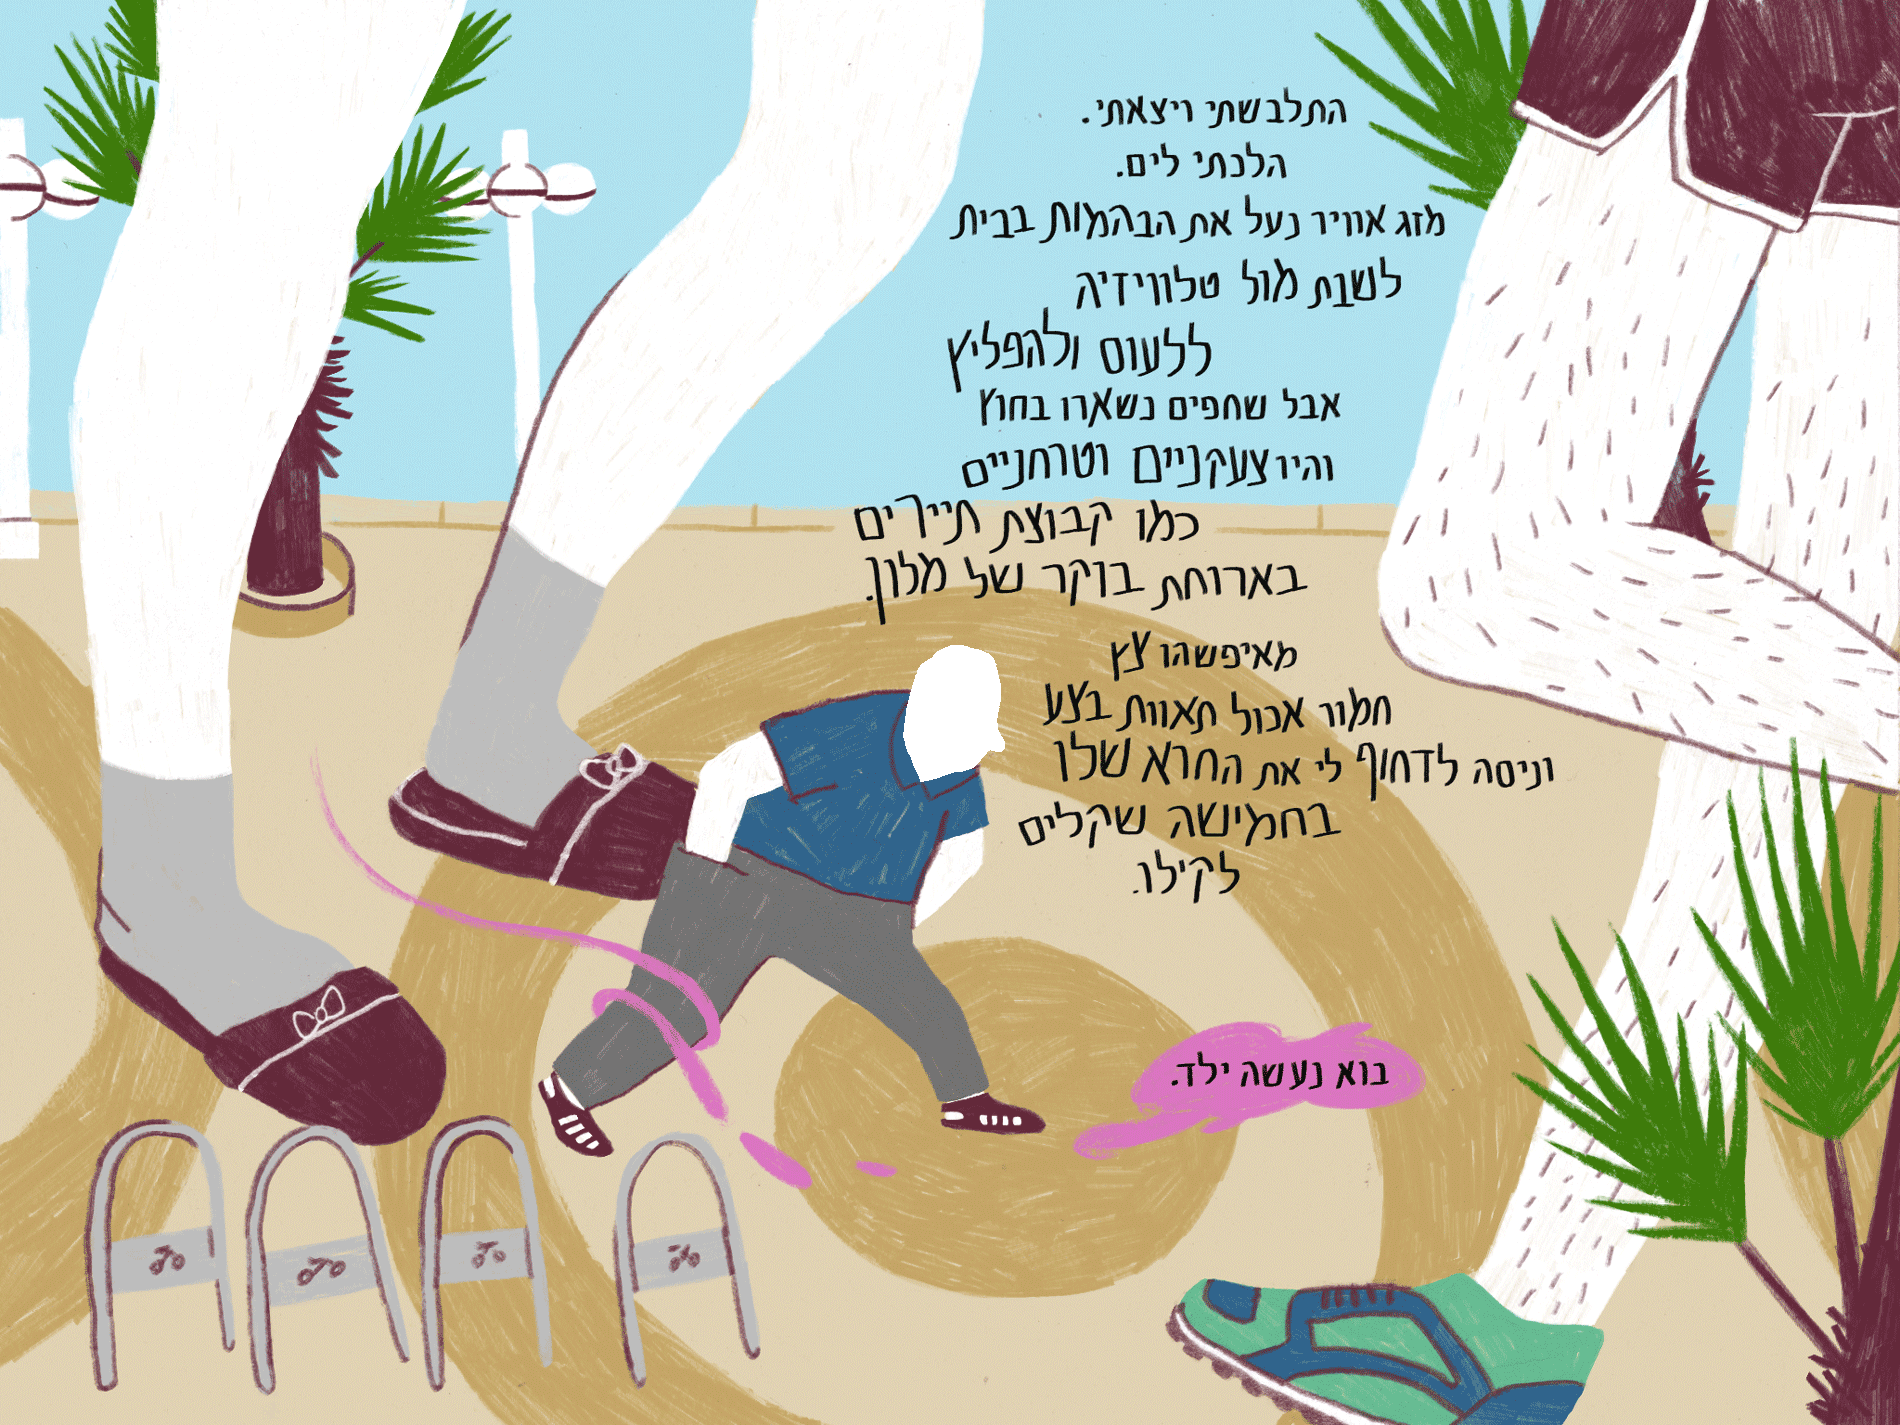 התלבשתי ויצאתי.
הלכתי לים.
מזג אוויר נעל את הבהמות בבית
לשבת מול טלוויזיה
ללעוס ולהפליץ
אבל שחפים נשארו בחוץ
והיו צעקניים וטרחניים
כמו קבוצת תיירים
בארוחת בוקר של מלון.
מאיפשהו צץ
חמור אכול תאוות בצע
וניסה לדחוף לי את החרא שלו
בחמישה שקלים
לקילו.
בוא נעשה ילד.